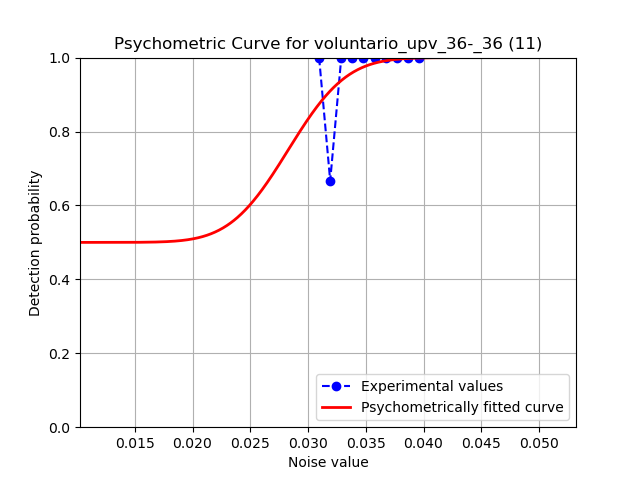 Psychometric Curve for voluntario_upv_36-_36 (11)
1.0
0.8
0.6
0.4
0.2
0.0
Detection probability
Experimental values
Psychometrically fitted curve
0.015 0.020 0.025 0.030 0.035 0.040 0.045 0.050
Noise value